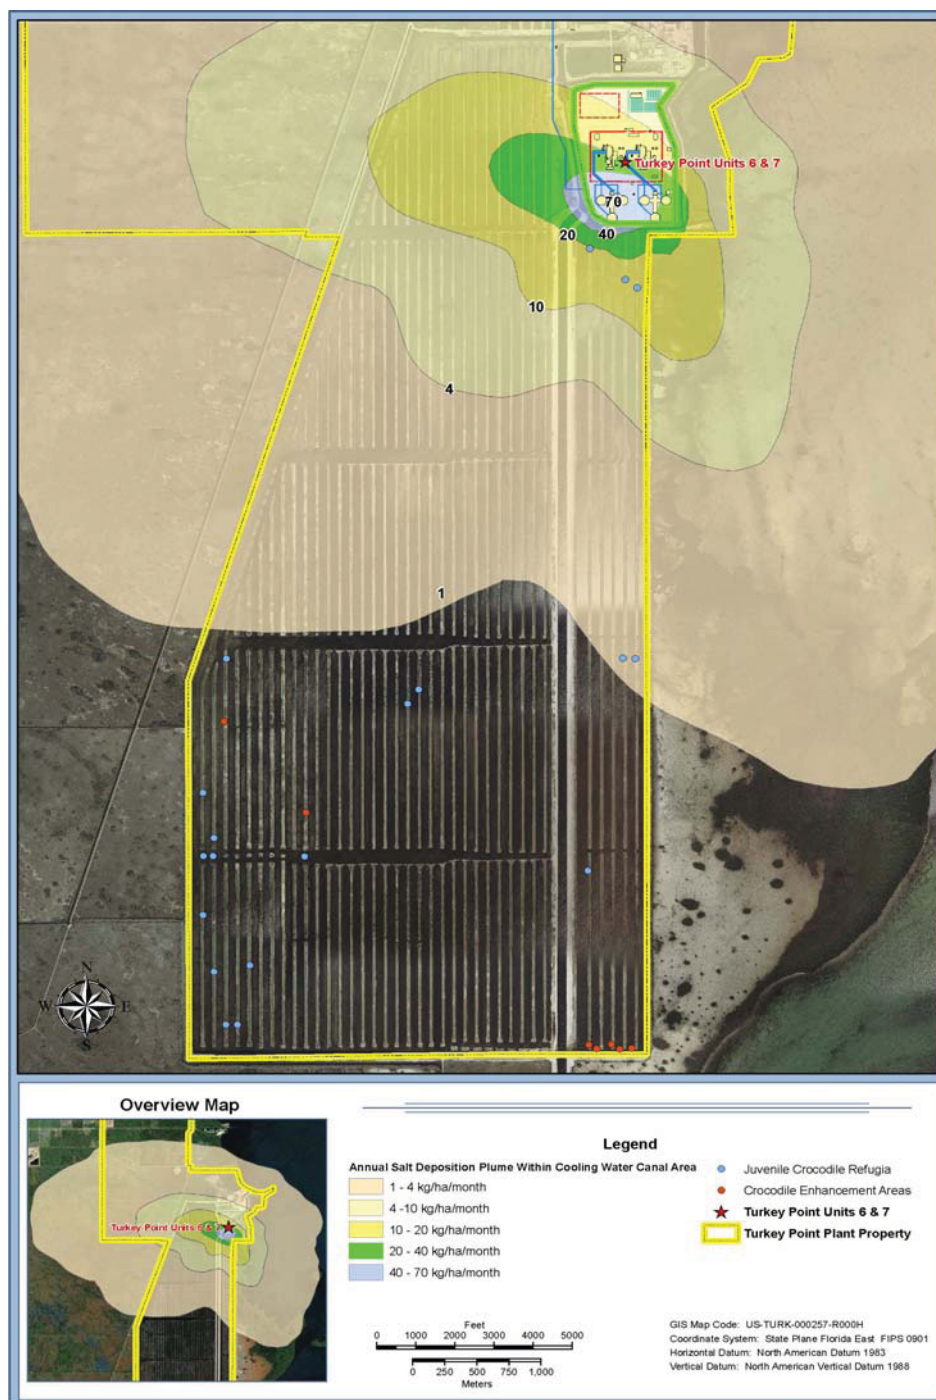 Turkey Point Units 6 & 7
70
20
40
10
4
1
N
W
E
S
Overview Map
Turkey Point Units 6 &
Legend
Annual Salt Deposition Plume Within Cooling Water Canal Area
1 - 4 kg/ha/month
4 -10 kg/ha/month
10 - 20 kg/ha/month
20 - 40 kg/ha/month
40 - 70 kg/ha/month
Juvenile Crocodile Refugia
Crocodile Enhancement Areas
Turkey Point Units 6 & 7
Turkey Point Plant Property
Feet
0 1000 2000 3000 4000 5000
0 250 500 750 1,000
Meters
GIS Map Code: US-TURK-000257-R000H
Coordinate System: State Plane Florida East FIPS 0901
Horizontal Datum: North American Datum 1983
Vertical Datum: North American Vertical Datum 1988